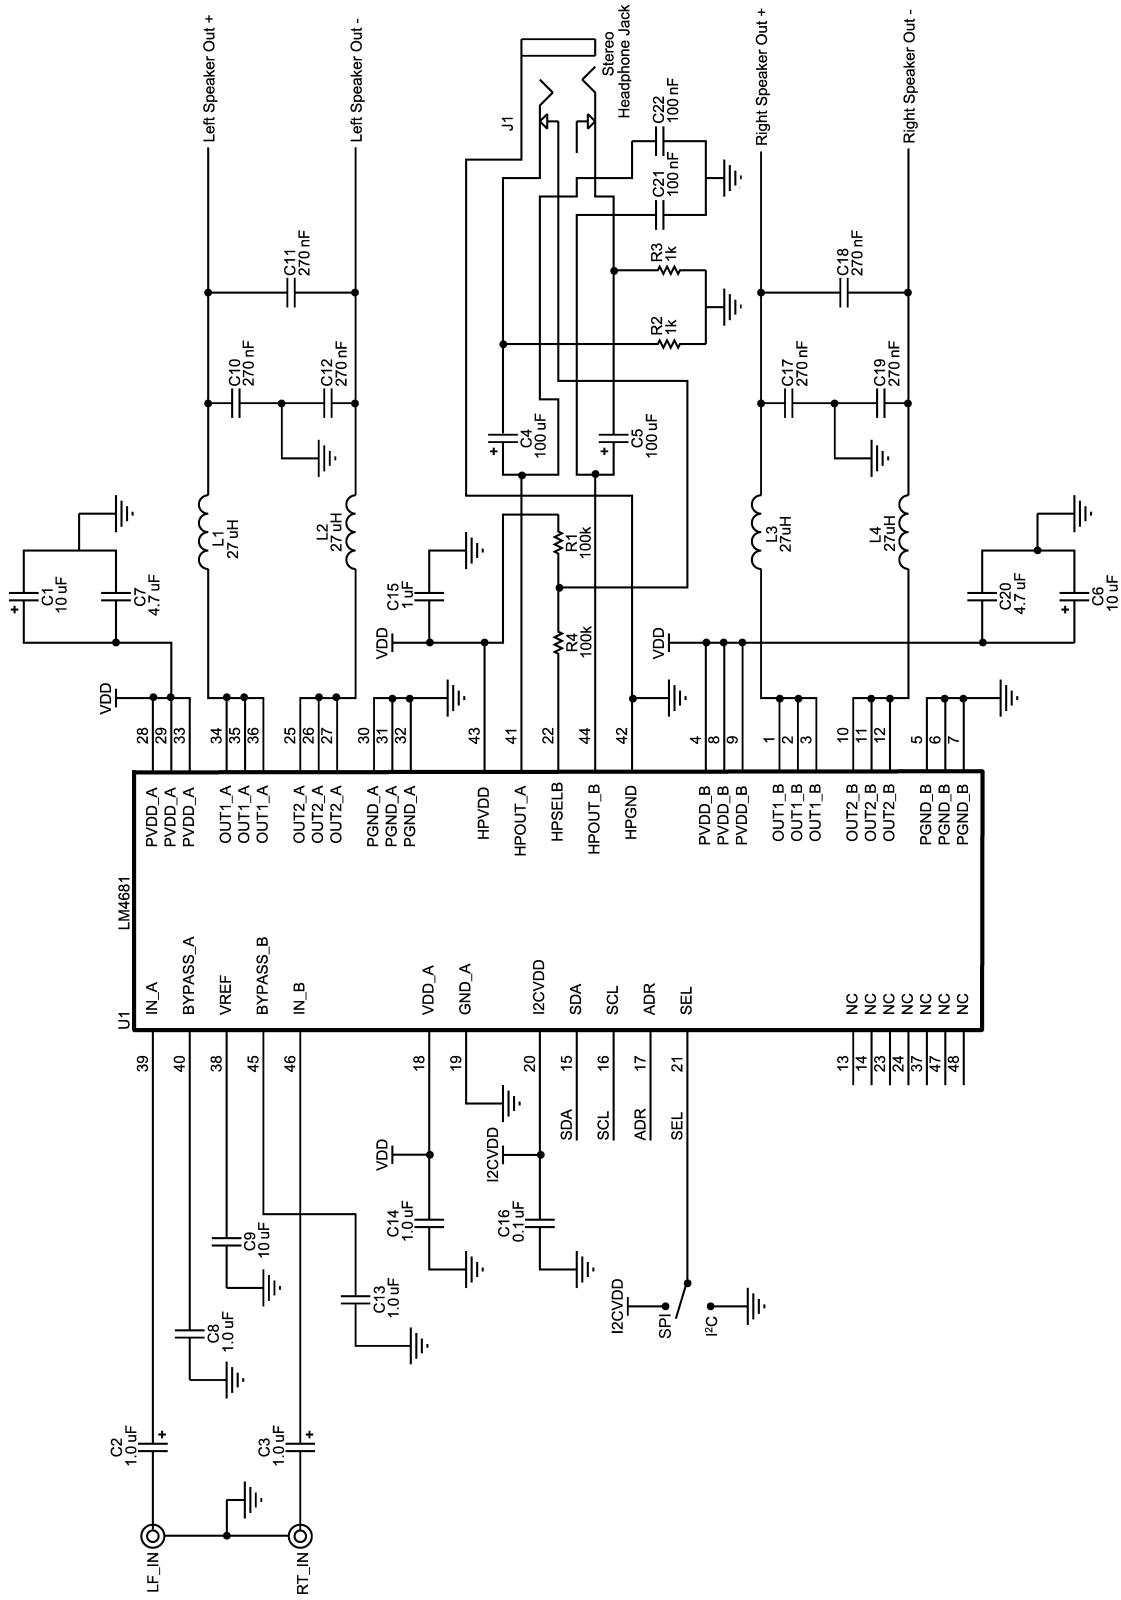 Left Speaker Out +
Left Speaker Out -
Stereo
Headphone Jack
J1
Right Speaker Out +
Right Speaker Out -
C11
270 nF
C10
270 nF
C12
270 nF
C22
100 nF
C21
100 nF
R3
1k
R2
1k
C18
270 nF
C17
270 nF
C19
270 nF
+
C4
100 uF
+
C5
100 uF
L1
27 uH
L2
27 uH
L3
27uH
L4
27uH
+
C1
10 uF
C7
4.7 uF
C15
1 uF
R1
100k
R4
100k
C20
4.7 uF
+
C6
10 uF
VDD
VDD
VDD
28
29
33
34
35
36
25
26
27
30
31
32
43
41
22
44
42
4
8
9
1
2
3
10
11
12
5
6
7
PVDD_A
PVDD_A
PVDD_A
OUT1_A
OUT1_A
OUT1_A
OUT2_A
OUT2_A
OUT2_A
PGND_A
PGND_A
PGND_A
HPVDD
HPOUT_A
HPSELB
HPOUT_B
HPGND
PVDD_B
PVDD_B
PVDD_B
OUT1_B
OUT1_B
OUT1_B
OUT2_B
OUT2_B
OUT2_B
PGND_B
PGND_B
PGND_B
LM4681
U1
IN_A
BYPASS_A
VREF
BYPASS_B
IN_B
VDD_A
GND_A
I2CVDD
SDA
SCL
ADR
SEL
NC
NC
NC
NC
NC
NC
NC
39
40
38
45
46
18
19
20
15
16
17
21
13
14
23
24
37
47
48
SDA
SCL
ADR
SEL
VDD
I2CVDD
C14
1.0 uF
C16
0.1 uF
C9
10 uF
C13
1.0 uF
C8
1.0 uF
I2CVDD
SPI
I²C
C2
1.0 uF
+
C3
1.0 uF
+
LF_IN
RT_IN